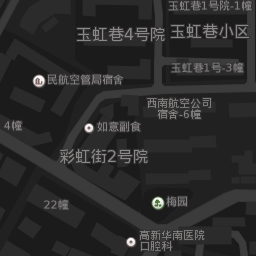 玉虹巷1号院-1幢
玉虹巷4号院
玉虹巷小区
玉虹巷1号-3幢
民航空管局宿舍
西南航空公司
宿舍-6幢
4幢
如意副食
彩虹街2号院
22幢
梅园
高新华南医院
口腔科